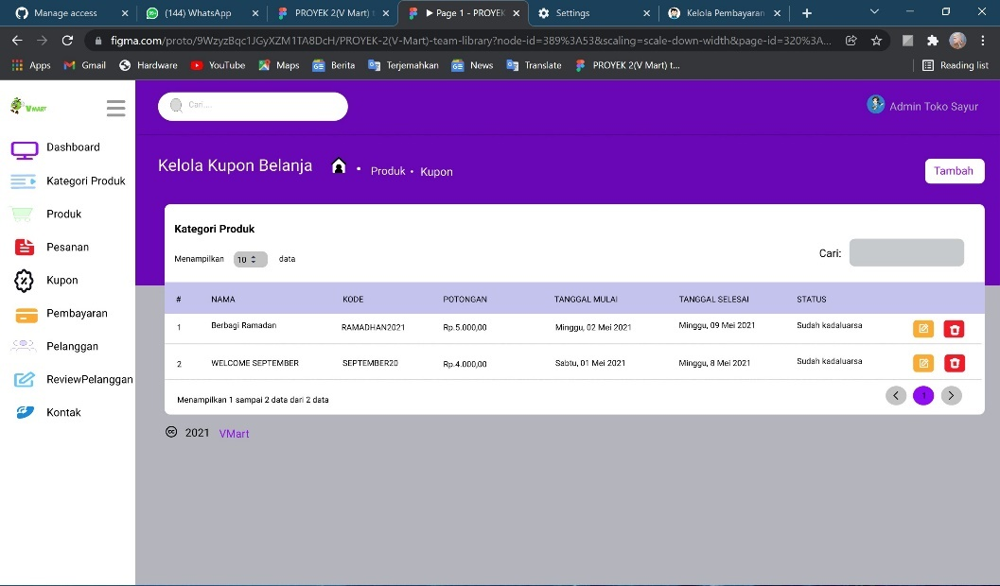 Manage access
(144) WhatsApp
PROYEK 2(V Mart) t
Page 1 - PROYEK
Settings
Kelola Pembayaran
figma.com/proto/9WzyzBqc1JGyXZM1TA8DcH/PROYEK-2(V-Mart)-team-library?node-id=389%3A53&scaling=scale-down-width&page-id=320%3A...
Apps
Gmail
Hardware
YouTube
Maps
Berita
Terjemahkan
News
Translate
PROYEK 2(V Mart) t...
Reading list
VMART
Cari....
Admin Toko Sayur
Dashboard
Kategori Produk
Produk
Pesanan
Kupon
Pembayaran
Pelanggan
ReviewPelanggan
Kontak
Kelola Kupon Belanja
• Produk • Kupon
Tambah
Kategori Produk
Menampilkan 10 data
Cari:
# NAMA KODE POTONGAN TANGGAL MULAI TANGGAL SELESAI STATUS
1 Berbagi Ramadan RAMADHAN2021 Rp.5.000,00 Minggu, 02 Mei 2021 Minggu, 09 Mei 2021 Sudah kadaluarsa
2 WELCOME SEPTEMBER SEPTEMBER20 Rp.4.000,00 Sabtu, 01 Mei 2021 Minggu, 8 Mei 2021 Sudah kadaluarsa
Menampilkan 1 sampai 2 data dari 2 data
1
2021 VMart